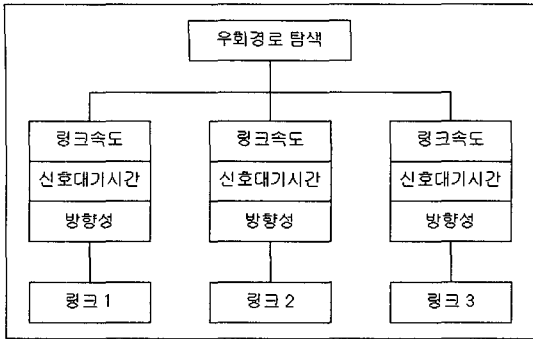 우회경로 탐색
링크속도 링크속도 링크속도
신호대기시간 신호대기시간 신호대기시간
방향성 방향성 방향성
링크 1 링크 2 링크 3